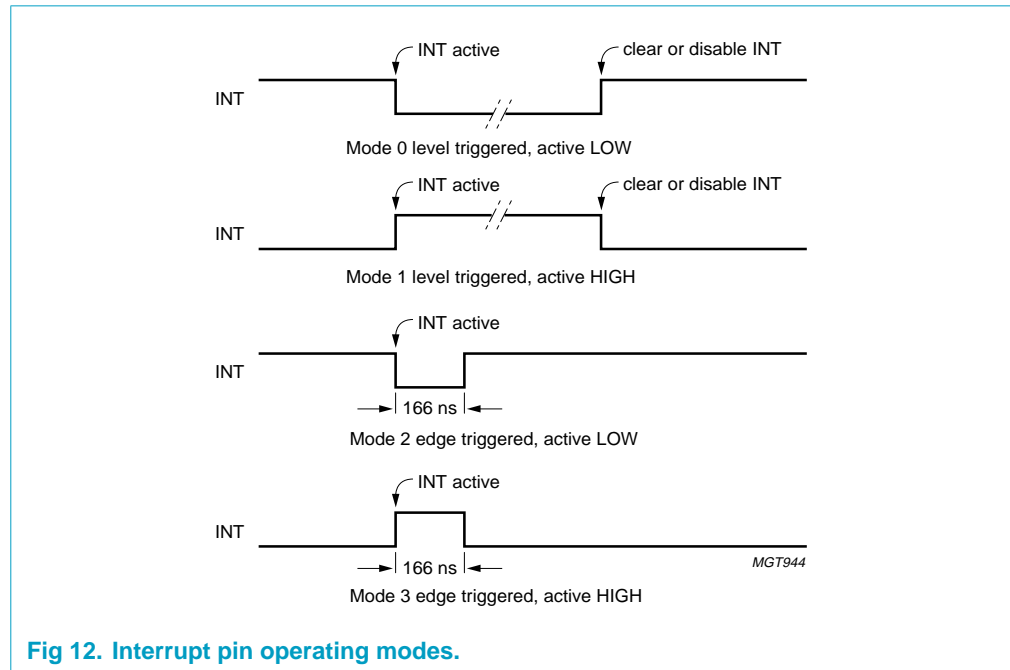 INT active
clear or disable INT
INT
Mode 0 level triggered, active LOW
INT active
clear or disable INT
INT
Mode 1 level triggered, active HIGH
INT active
INT
166 ns
Mode 2 edge triggered, active LOW
INT active
INT
166 ns
MGT944
Mode 3 edge triggered, active HIGH
Fig 12. Interrupt pin operating modes.